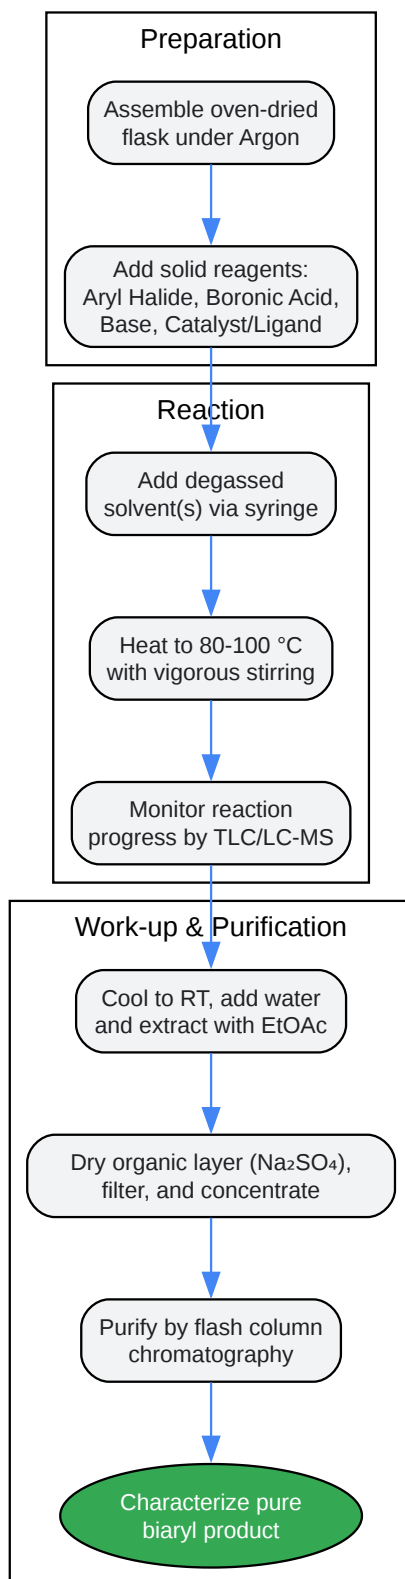 Preparation
Assemble oven-dried
flask under Argon
Add solid reagents:
Aryl Halide, Boronic Acid,
Base, Catalyst/Ligand
Reaction
Add degassed
solvent(s) via syringe
Heat to 80-100 °C
with vigorous stirring
Monitor reaction
progress by TLC/LC-MS
Work-up & Purification
Cool to RT, add water
and extract with EtOAc
Dry organic layer (Na₂SO₄),
filter, and concentrate
Purify by flash column
chromatography
Characterize pure
biaryl product